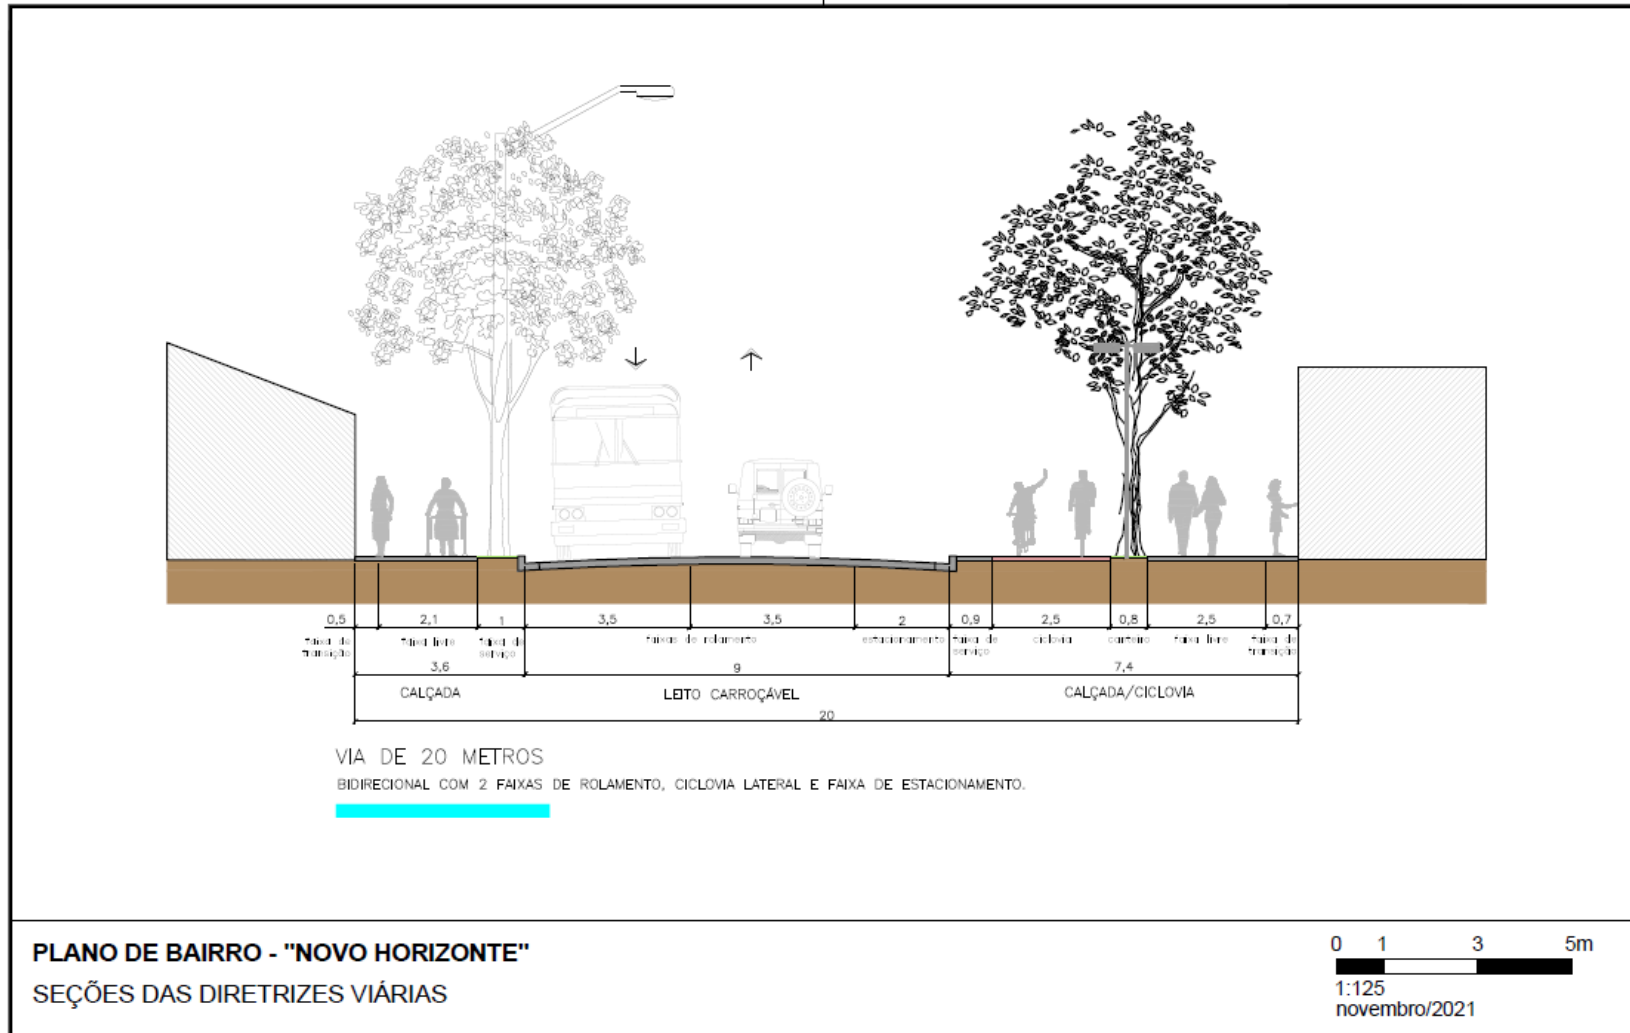 0,5 2,1 1 3,5 3,5 2 0,9 2,5 0,8 2,5 0,7
faixa de transição faixa livre faixa de serviço faixas de rolamento estacionamento faixa de serviço ciclovia canteiro faixa livre faixa de transição
3,6 9 7,4
CALÇADA LEITO CARROÇÁVEL CALÇADA/CICLOVIA
20
VIA DE 20 METROS
BIDIRECIONAL COM 2 FAIXAS DE ROLAMENTO, CICLOVIA LATERAL E FAIXA DE ESTACIONAMENTO.
PLANO DE BAIRRO - "NOVO HORIZONTE"
SEÇÕES DAS DIRETRIZES VIÁRIAS
0 1 3 5m
1:125
novembro/2021